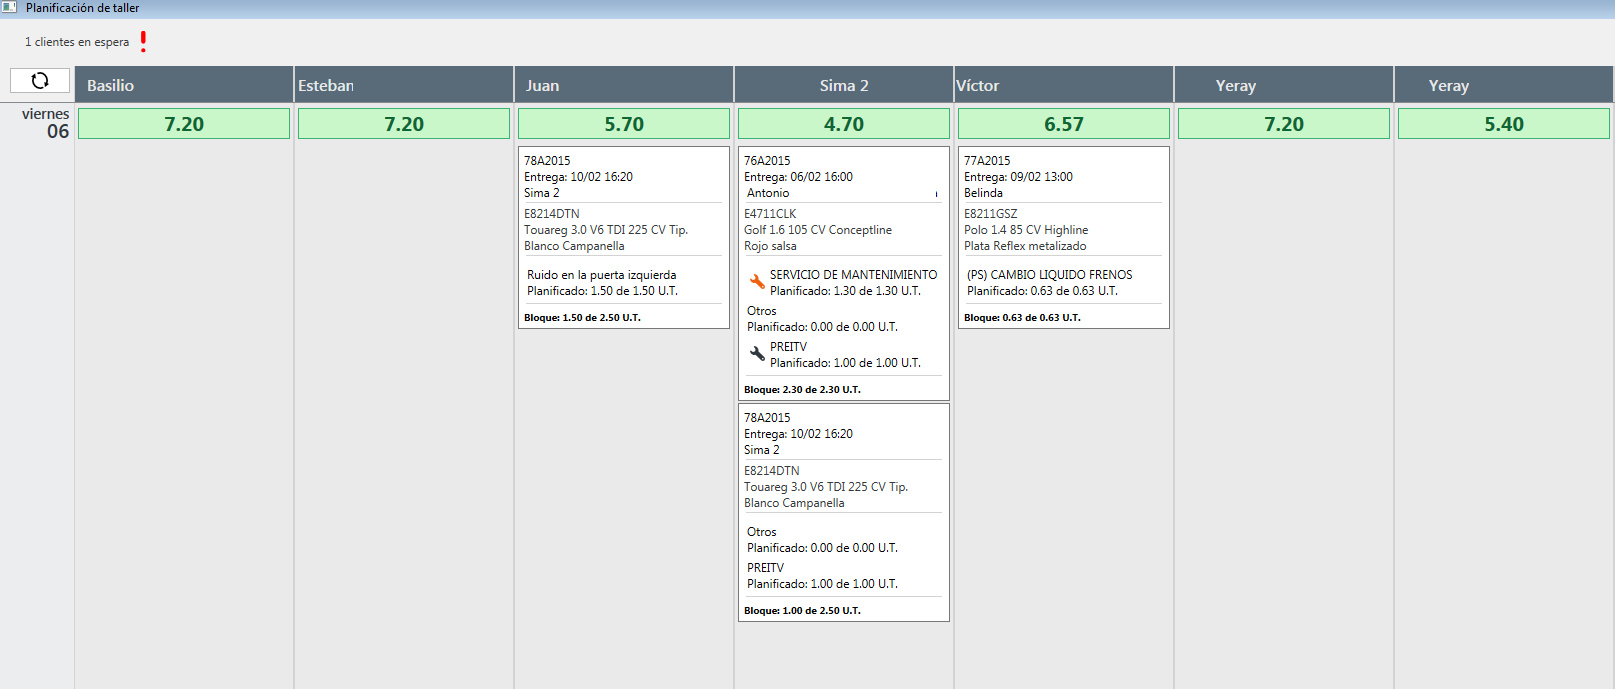 Planificación de taller
1 clientes en espera
Basilio
Esteban
Juan
Sima 2
Víctor
Yeray
Yeray
viernes
06
7.20
7.20
5.70
4.70
6.57
7.20
5.40
78A2015
Entrega: 10/02 16:20
Sima 2
E8214DTN
Touareg 3.0 V6 TDI 225 CV Tip.
Blanco Campanella
Ruido en la puerta izquierda
Planificado: 1.50 de 1.50 U.T.
Bloque: 1.50 de 2.50 U.T.
76A2015
Entrega: 06/02 16:00
Antonio
E4711CLK
Golf 1.6 105 CV Conceptline
Rojo salsa
SERVICIO DE MANTENIMIENTO
Planificado: 1.30 de 1.30 U.T.
Otros
Planificado: 0.00 de 0.00 U.T.
PREITV
Planificado: 1.00 de 1.00 U.T.
Bloque: 2.30 de 2.30 U.T.
78A2015
Entrega: 10/02 16:20
Sima 2
E8214DTN
Touareg 3.0 V6 TDI 225 CV Tip.
Blanco Campanella
Otros
Planificado: 0.00 de 0.00 U.T.
PREITV
Planificado: 1.00 de 1.00 U.T.
Bloque: 1.00 de 2.50 U.T.
77A2015
Entrega: 09/02 13:00
Belinda
E8211GSZ
Polo 1.4 85 CV Highline
Plata Reflex metalizado
(PS) CAMBIO LIQUIDO FRENOS
Planificado: 0.63 de 0.63 U.T.
Bloque: 0.63 de 0.63 U.T.